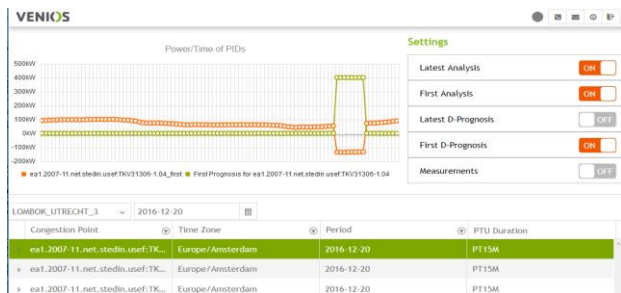 VENIOS
Power/Time of PIDs
500kW
400kW
300kW
200kW
100kW
0kW
-100kW
-200kW
ea1.2007-11.net.stedin.usef:TKV31306-1.04_first First Prognosis for ea1.2007-11.net.stedin.usef:TKV31306-1.04
Settings
Latest Analysis ON
First Analysis ON
Latest D-Prognosis OFF
First D-Prognosis ON
Measurements OFF
LOMBOK_UTRECHT_3 2016-12-20
Congestion Point Time Zone Period PTU Duration
ea1.2007-11.net.stedin.usef:TK... Europe/Amsterdam 2016-12-20 PT15M
ea1.2007-11.net.stedin.usef:TK... Europe/Amsterdam 2016-12-20 PT15M
ea1.2007-11.net.stedin.usef:TK... Europe/Amsterdam 2016-12-20 PT15M